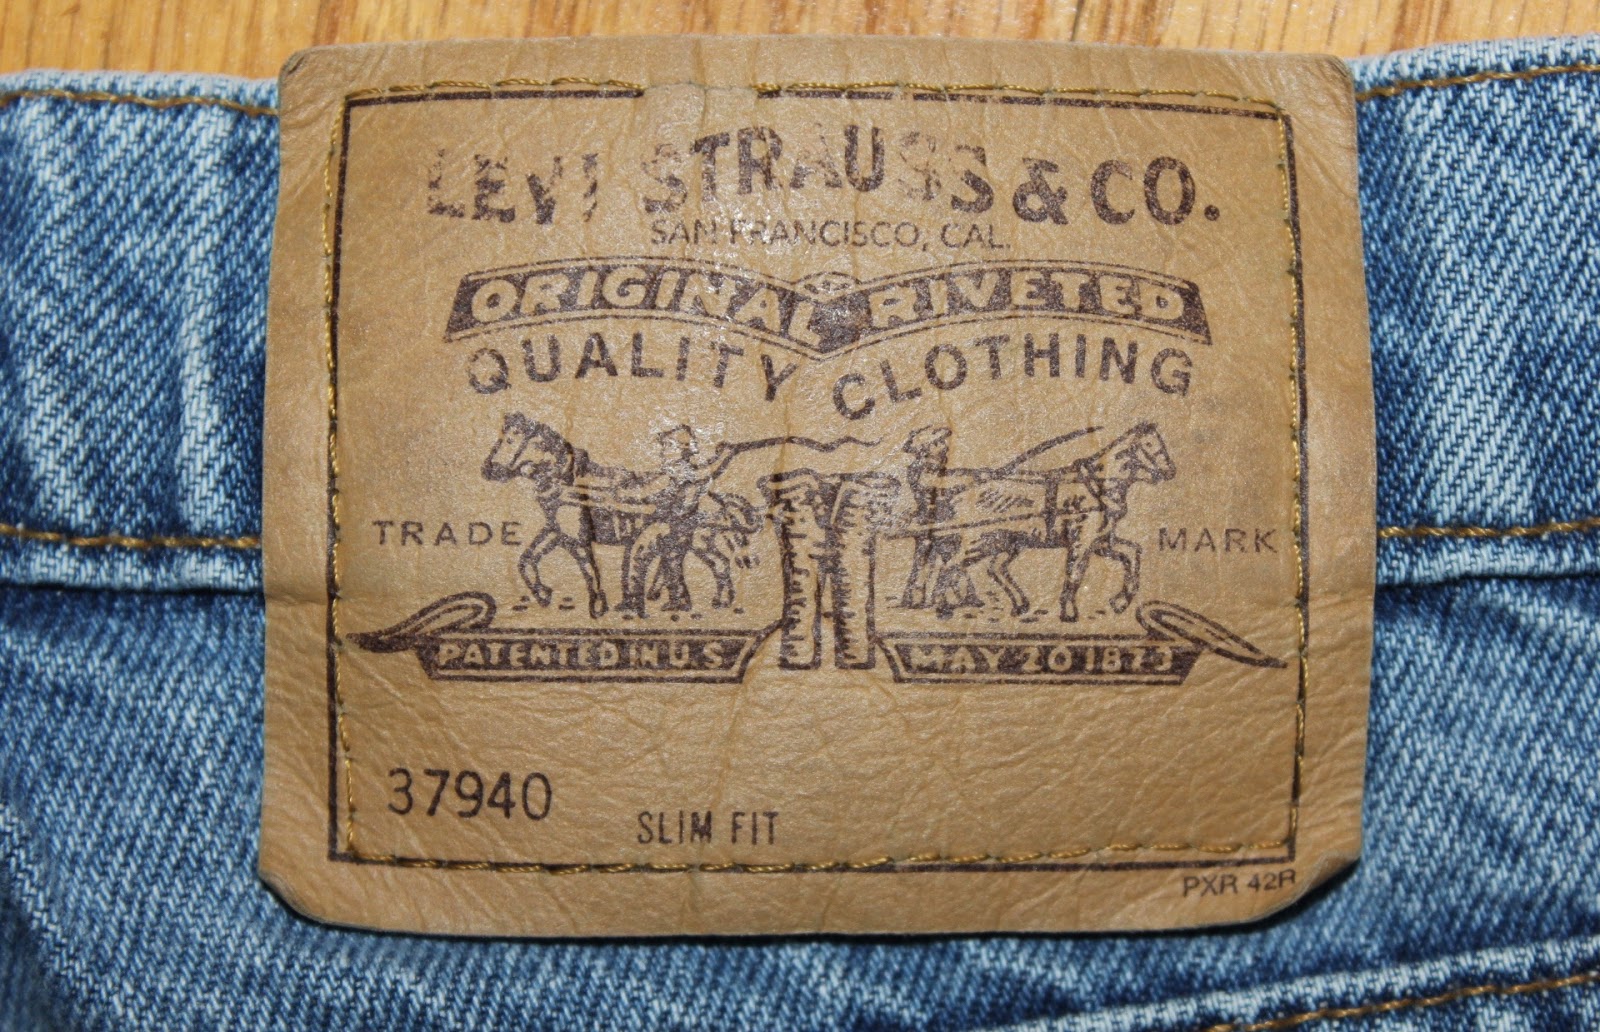 LEVI STRAUSS & CO.
SAN FRANCISCO, CAL.
ORIGINAL RIVETED
QUALITY CLOTHING
TRADE MARK
PATENTED IN U.S MAY 20 1873
37940
SLIM FIT
PXR 42R